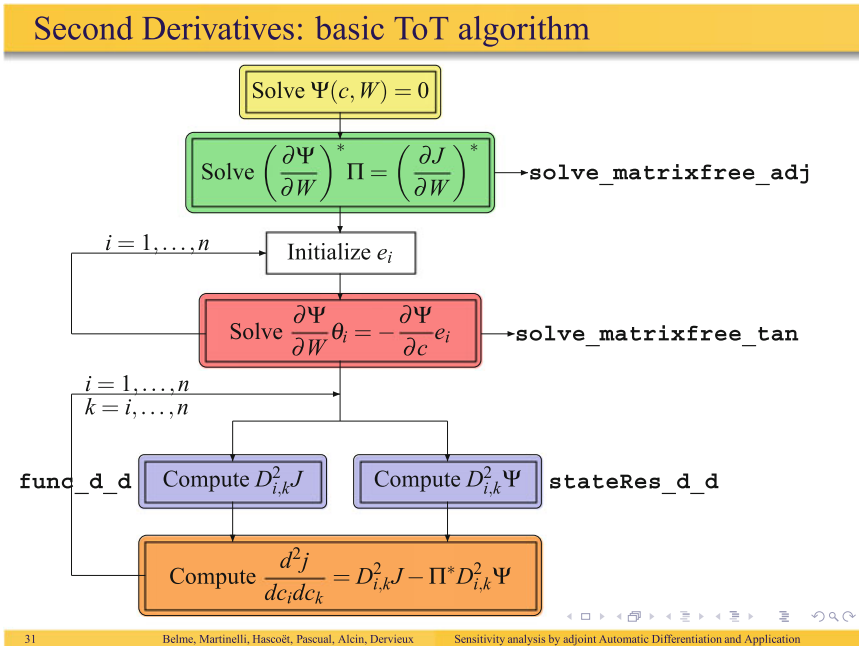 Second Derivatives: basic ToT algorithm
Solve Ψ(c,W) = 0
Solve (∂Ψ/∂W)* Π = (∂J/∂W)*
solve_matrixfree_adj
i = 1,...,n
Initialize e_i
Solve ∂Ψ/∂W θ_i = − ∂Ψ/∂c e_i
solve_matrixfree_tan
i = 1,...,n
k = i,...,n
func_d_d
Compute D²_{i,k}J
Compute D²_{i,k}Ψ
stateRes_d_d
Compute d²j/dc_idc_k = D²_{i,k}J − Π*D²_{i,k}Ψ
31 Belme, Martinelli, Hascoët, Pascual, Alcin, Dervieux Sensitivity analysis by adjoint Automatic Differentiation and Application